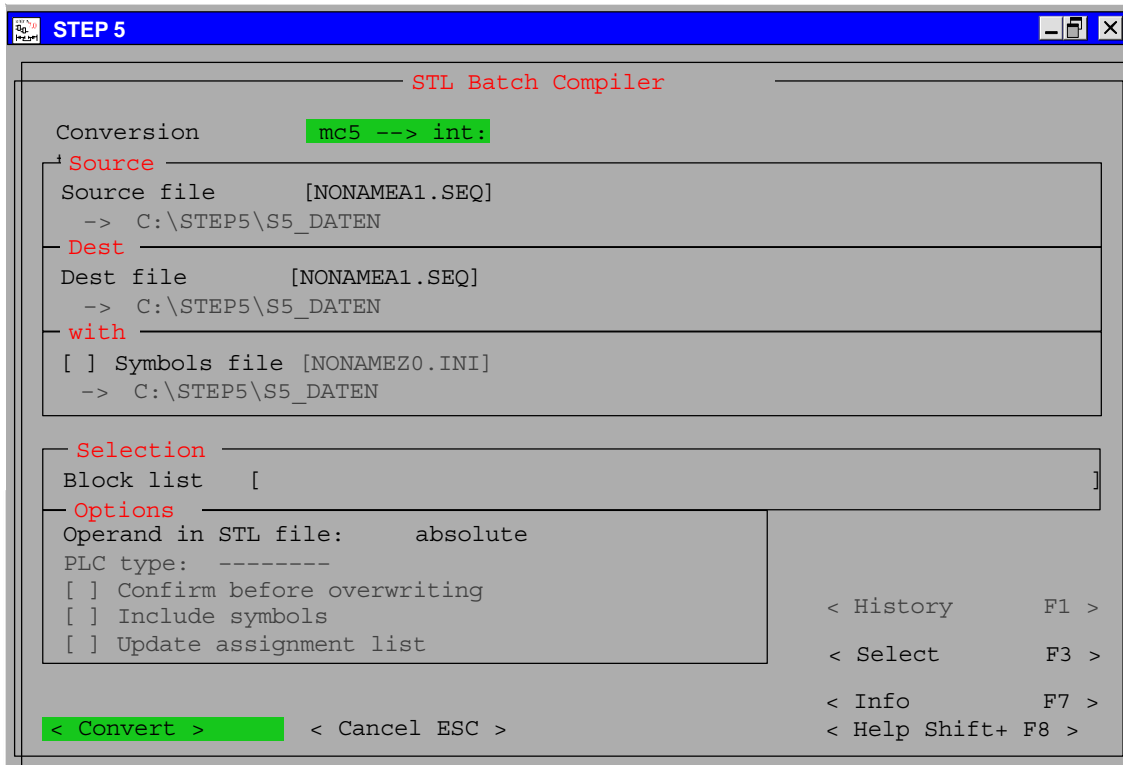 STEP 5
STL Batch Compiler
Conversion mc5 --> int:
Source
Source file [NONAMEA1.SEQ]
-> C:\STEP5\S5_DATEN
Dest
Dest file [NONAMEA1.SEQ]
-> C:\STEP5\S5_DATEN
with
[ ] Symbols file [NONAMEZ0.INI]
-> C:\STEP5\S5_DATEN
Selection
Block list [ ]
Options
Operand in STL file: absolute
PLC type: --------
[ ] Confirm before overwriting
[ ] Include symbols
[ ] Update assignment list
< History F1 >
< Select F3 >
< Info F7 >
< Help Shift+ F8 >
< Convert > < Cancel ESC >